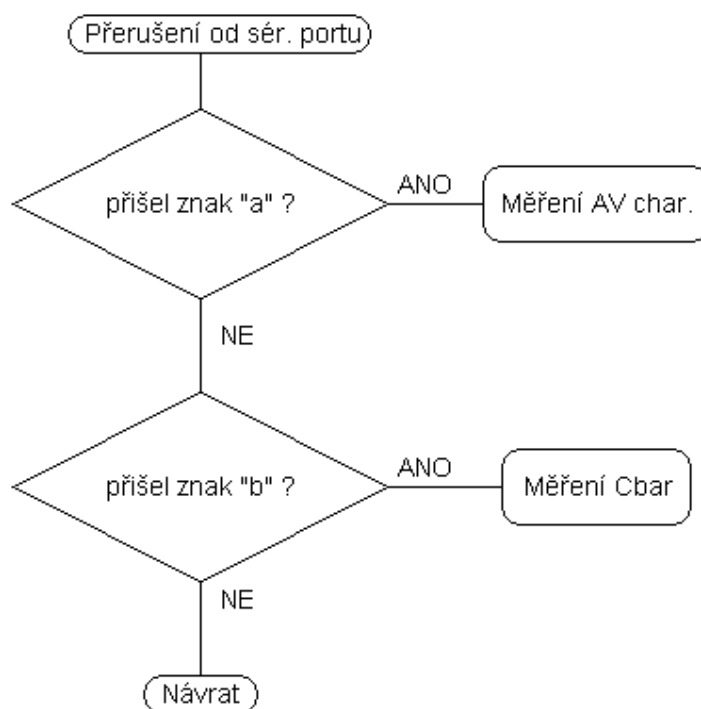 Přerušení od sér. portu
přišel znak "a" ?
ANO
Měření AV char.
NE
přišel znak "b" ?
ANO
Měření Cbar
NE
Návrat